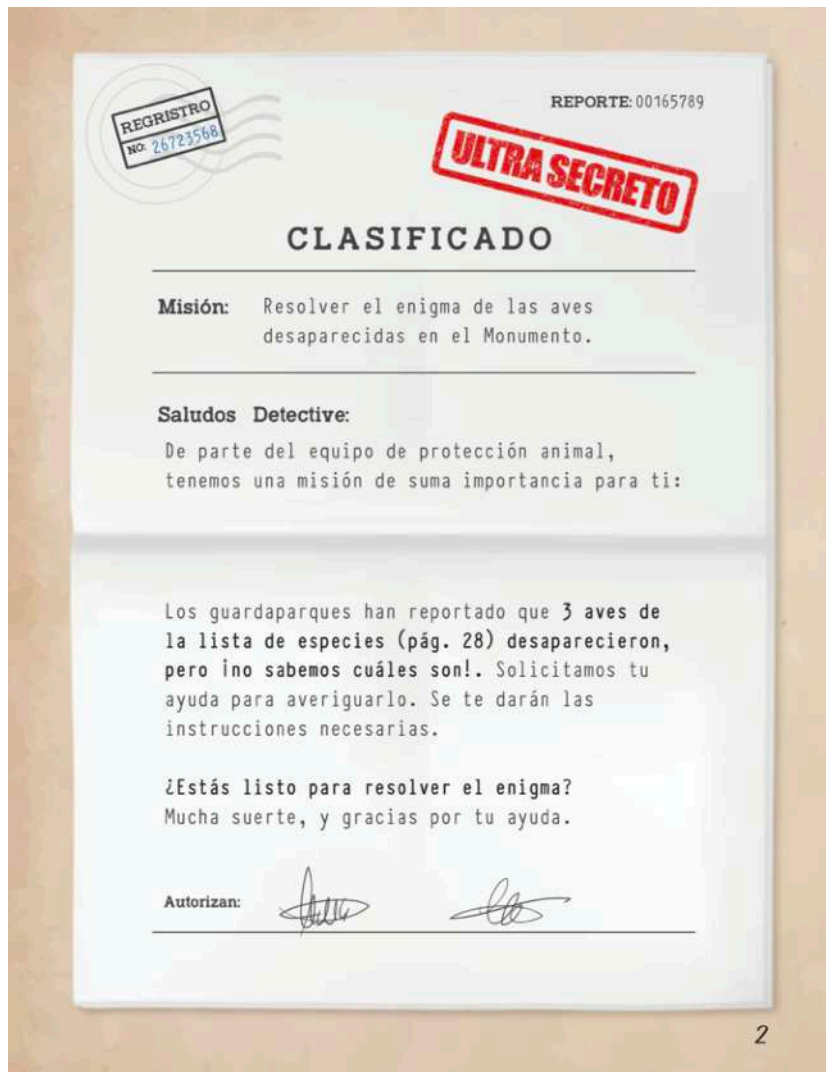 REGRISTRO
NO: 26723568
REPORTE: 00165789
ULTRA SECRETO
CLASIFICADO
Misión: Resolver el enigma de las aves
desaparecidas en el Monumento.
Saludos Detective:
De parte del equipo de protección animal,
tenemos una misión de suma importancia para ti:
Los guardaparques han reportado que 3 aves de
la lista de especies (pág. 28) desaparecieron,
pero ¡no sabemos cuáles son!. Solicitamos tu
ayuda para averiguarlo. Se te darán las
instrucciones necesarias.
¿Estás listo para resolver el enigma?
Mucha suerte, y gracias por tu ayuda.
Autorizan:
2